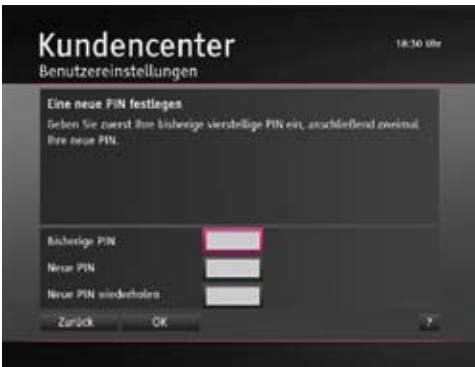 Kundencenter
18:30 Uhr
Benutzereinstellungen
Eine neue PIN festlegen
Geben Sie zuerst Ihre bisherige vierstellige PIN ein, anschließend zweimal
Ihre neue PIN.
Bisherige PIN
Neue PIN
Neue PIN wiederholen
Zurück OK ?